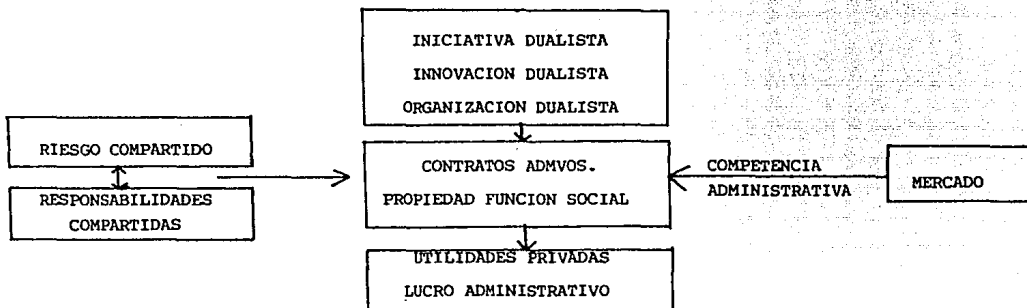 INICIATIVA DUALISTA
INNOVACION DUALISTA
ORGANIZACION DUALISTA
RIESGO COMPARTIDO
RESPONSABILIDADES
COMPARTIDAS
CONTRATOS ADMVOS.
PROPIEDAD FUNCION SOCIAL
COMPETENCIA
ADMINISTRATIVA
MERCADO
UTILIDADES PRIVADAS
LUCRO ADMINISTRATIVO